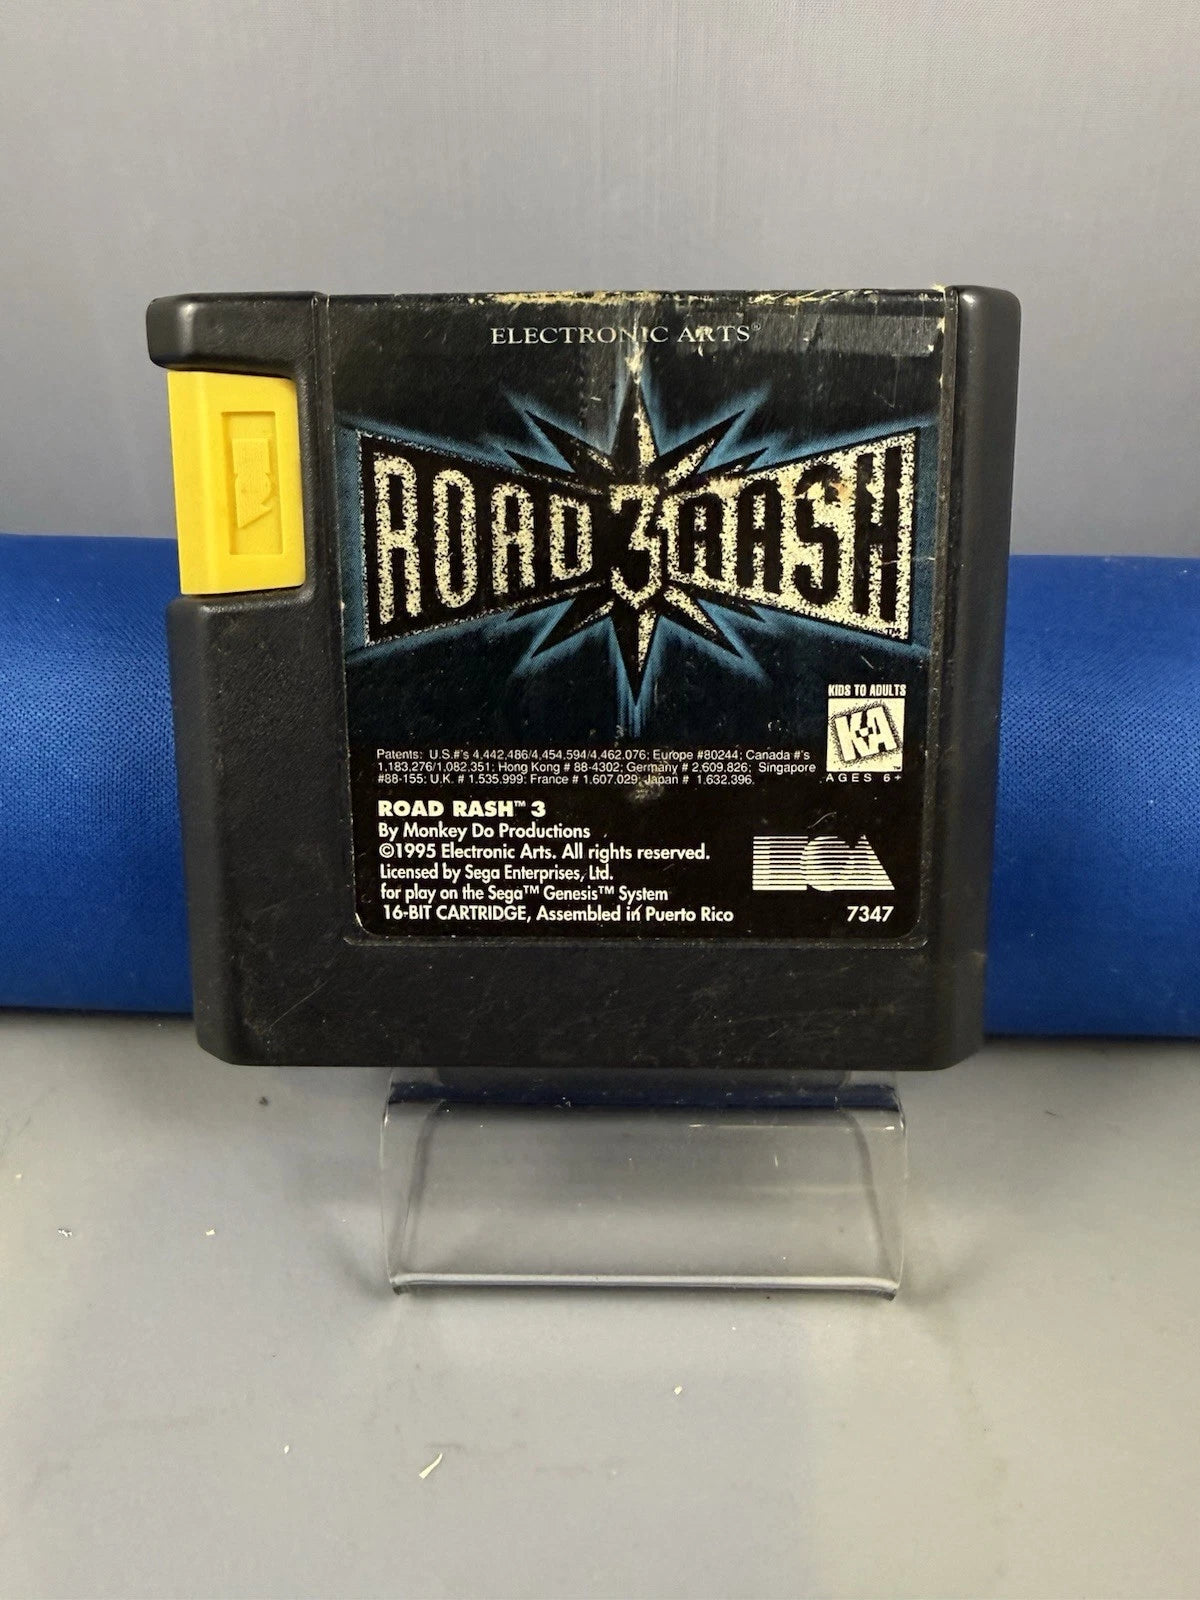 ELECTRONIC ARTS®
ROAD 3 RASH
KIDS TO ADULTS
K-A
AGES 6+
Patents: U.S.#'s 4,442,486/4,454,594/4,462,076; Europe #80244; Canada #'s
1,183,276/1,082,351; Hong Kong # 88-4302; Germany # 2,609,826; Singapore
#88-155; U.K. # 1,535,999; France # 1,607,029; Japan # 1,632,396.
ROAD RASH™ 3
By Monkey Do Productions
©1995 Electronic Arts. All rights reserved.
Licensed by Sega Enterprises, Ltd.
for play on the Sega™ Genesis™ System
16-BIT CARTRIDGE, Assembled in Puerto Rico
EA
7347